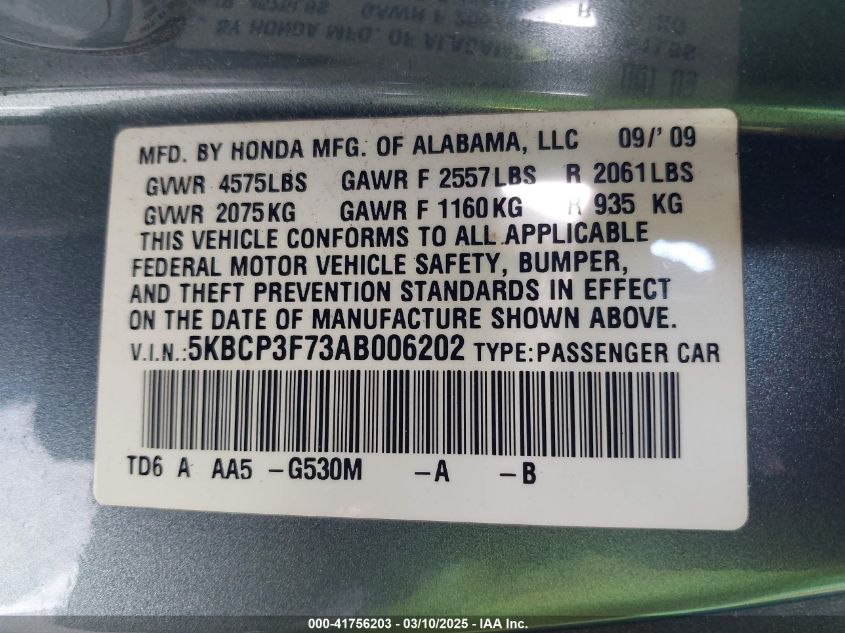 MFD. BY HONDA MFG. OF ALABAMA, LLC 09/'09
GVWR 4575LBS GAWR F 2557LBS R 2061LBS
GVWR 2075KG GAWR F 1160KG R 935 KG
THIS VEHICLE CONFORMS TO ALL APPLICABLE
FEDERAL MOTOR VEHICLE SAFETY, BUMPER,
AND THEFT PREVENTION STANDARDS IN EFFECT
ON THE DATE OF MANUFACTURE SHOWN ABOVE.
V.I.N.:5KBCP3F73AB006202 TYPE:PASSENGER CAR
TD6 A AA5 -G530M -A -B
000-41756203 - 03/10/2025 - IAA Inc.